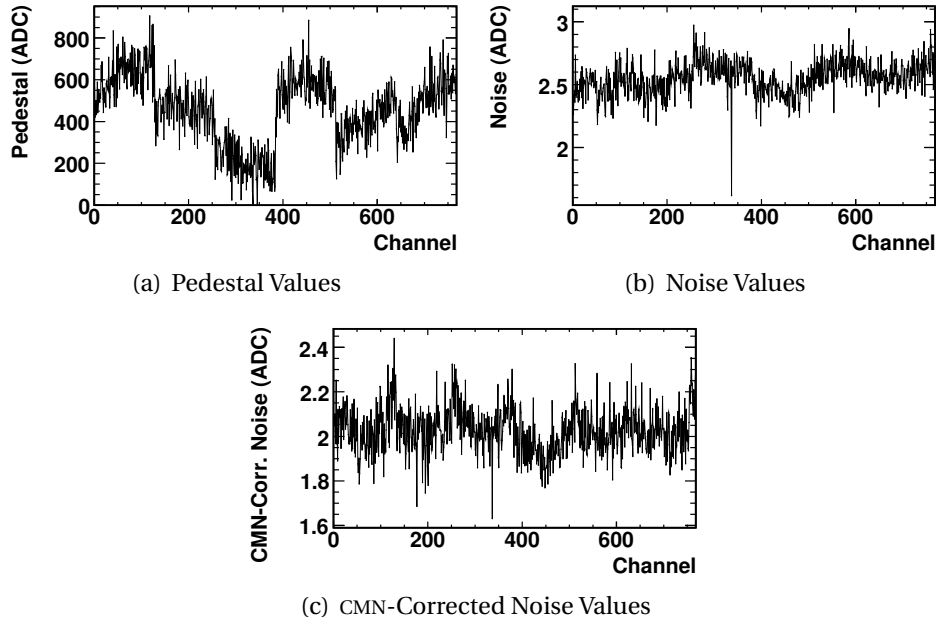 Pedestal (ADC)
800
600
400
200
0
0 200 400 600
Channel
(a) Pedestal Values
Noise (ADC)
3
2.5
2
0 200 400 600
Channel
(b) Noise Values
CMN-Corr. Noise (ADC)
2.4
2.2
2
1.8
1.6
0 200 400 600
Channel
(c) CMN-Corrected Noise Values